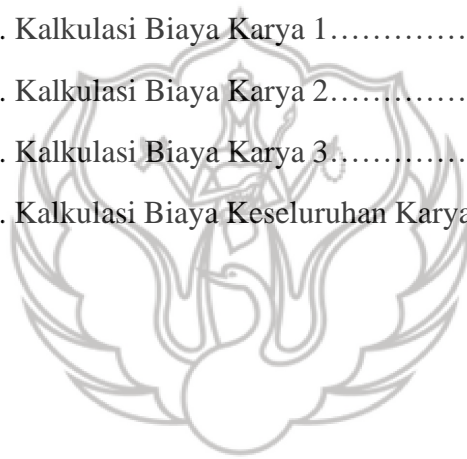 . Kalkulasi Biaya Karya 1…………..
. Kalkulasi Biaya Karya 2…………..
. Kalkulasi Biaya Karya 3…………..
. Kalkulasi Biaya Keseluruhan Karya